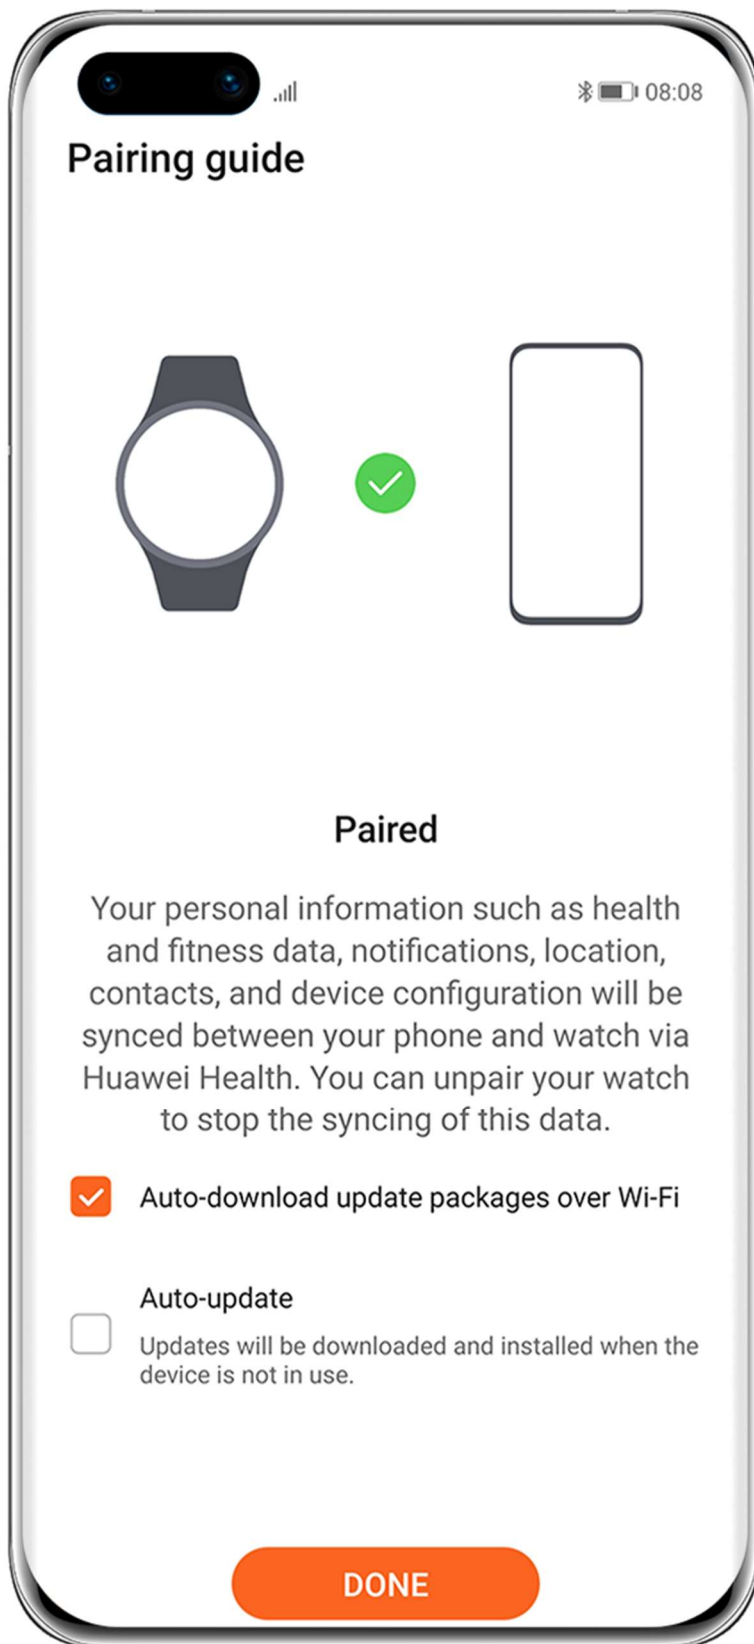 08:08
Pairing guide
Paired
Your personal information such as health
and fitness data, notifications, location,
contacts, and device configuration will be
synced between your phone and watch via
Huawei Health. You can unpair your watch
to stop the syncing of this data.
Auto-download update packages over Wi-Fi
Auto-update
Updates will be downloaded and installed when the
device is not in use.
DONE